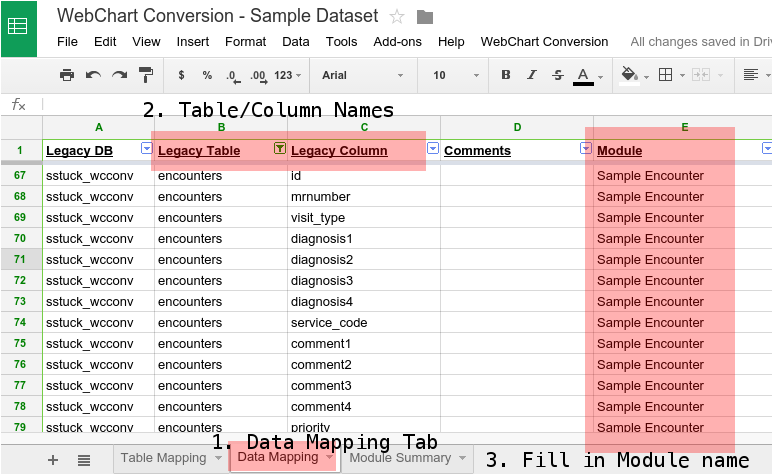 WebChart Conversion - Sample Dataset
File Edit View Insert Format Data Tools Add-ons Help WebChart Conversion All changes saved in Driv
$ % .0 .00 123 Arial 10 B I S A
fx 2. Table/Column Names
A B C D E
1 Legacy DB Legacy Table Legacy Column Comments Module
67 sstuck_wcconv encounters id Sample Encounter
68 sstuck_wcconv encounters mrnumber Sample Encounter
69 sstuck_wcconv encounters visit_type Sample Encounter
70 sstuck_wcconv encounters diagnosis1 Sample Encounter
71 sstuck_wcconv encounters diagnosis2 Sample Encounter
72 sstuck_wcconv encounters diagnosis3 Sample Encounter
73 sstuck_wcconv encounters diagnosis4 Sample Encounter
74 sstuck_wcconv encounters service_code Sample Encounter
75 sstuck_wcconv encounters comment1 Sample Encounter
76 sstuck_wcconv encounters comment2 Sample Encounter
77 sstuck_wcconv encounters comment3 Sample Encounter
78 sstuck_wcconv encounters comment4 Sample Encounter
79 sstuck_wcconv encounters priority Sample Encounter
1. Data Mapping Tab
Table Mapping Data Mapping Module Summary 3. Fill in Module name